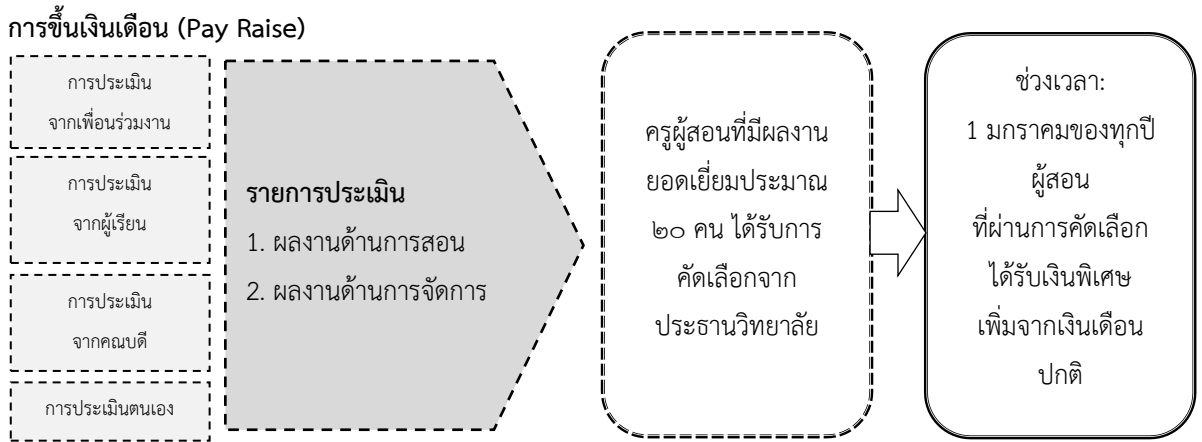 การขึ้นเงินเดือน (Pay Raise)
การประเมิน
จากเพื่อนร่วมงาน
การประเมิน
จากผู้เรียน
การประเมิน
จากคณบดี
การประเมินตนเอง
รายการประเมิน
1. ผลงานด้านการสอน
2. ผลงานด้านการจัดการ
ครูผู้สอนที่มีผลงาน
ยอดเยี่ยมประมาณ
๒๐ คน ได้รับการ
คัดเลือกจาก
ประธานวิทยาลัย
ช่วงเวลา:
1 มกราคมของทุกปี
ผู้สอน
ที่ผ่านการคัดเลือก
ได้รับเงินพิเศษ
เพิ่มจากเงินเดือน
ปกติ